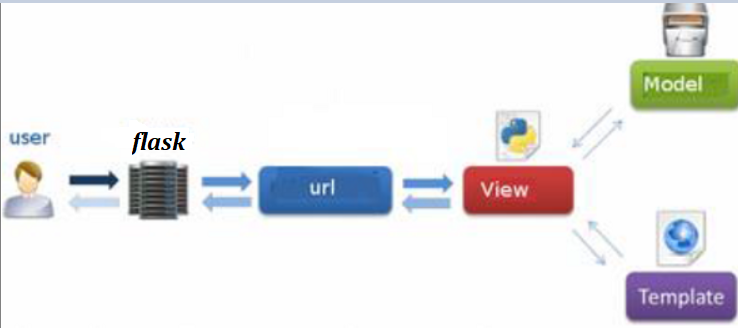 user
flask
url
View
Model
Template